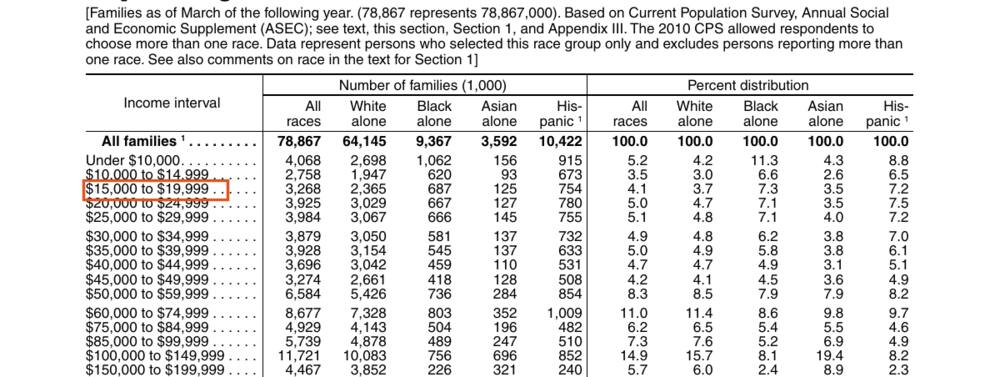 [Families as of March of the following year. (78,867 represents 78,867,000). Based on Current Population Survey, Annual Social
and Economic Supplement (ASEC); see text, this section, Section 1, and Appendix III. The 2010 CPS allowed respondents to
choose more than one race. Data represent persons who selected this race group only and excludes persons reporting more than
one race. See also comments on race in the text for Section 1]
Income interval Number of families (1,000) Percent distribution
All races White alone Black alone Asian alone His-panic 1 All races White alone Black alone Asian alone His-panic 1
All families 1 . . . . . . . . . 78,867 64,145 9,367 3,592 10,422 100.0 100.0 100.0 100.0 100.0
Under $10,000. . . . . . . . . . 4,068 2,698 1,062 156 915 5.2 4.2 11.3 4.3 8.8
$10,000 to $14,999 . . . . . . 2,758 1,947 620 93 673 3.5 3.0 6.6 2.6 6.5
$15,000 to $19,999 . . . . . . 3,268 2,365 687 125 754 4.1 3.7 7.3 3.5 7.2
$20,000 to $24,999 . . . . . . 3,925 3,029 667 127 780 5.0 4.7 7.1 3.5 7.5
$25,000 to $29,999 . . . . . . 3,984 3,067 666 145 755 5.1 4.8 7.1 4.0 7.2
$30,000 to $34,999 . . . . . . 3,879 3,050 581 137 732 4.9 4.8 6.2 3.8 7.0
$35,000 to $39,999 . . . . . . 3,928 3,154 545 137 633 5.0 4.9 5.8 3.8 6.1
$40,000 to $44,999 . . . . . . 3,696 3,042 459 110 531 4.7 4.7 4.9 3.1 5.1
$45,000 to $49,999 . . . . . . 3,274 2,661 418 128 508 4.2 4.1 4.5 3.6 4.9
$50,000 to $59,999 . . . . . . 6,584 5,426 736 284 854 8.3 8.5 7.9 7.9 8.2
$60,000 to $74,999 . . . . . . 8,677 7,328 803 352 1,009 11.0 11.4 8.6 9.8 9.7
$75,000 to $84,999 . . . . . . 4,929 4,143 504 196 482 6.2 6.5 5.4 5.5 4.6
$85,000 to $99,999 . . . . . . 5,739 4,878 489 247 510 7.3 7.6 5.2 6.9 4.9
$100,000 to $149,999 . . . . 11,721 10,083 756 696 852 14.9 15.7 8.1 19.4 8.2
$150,000 to $199,999 . . . . 4,467 3,852 226 321 240 5.7 6.0 2.4 8.9 2.3